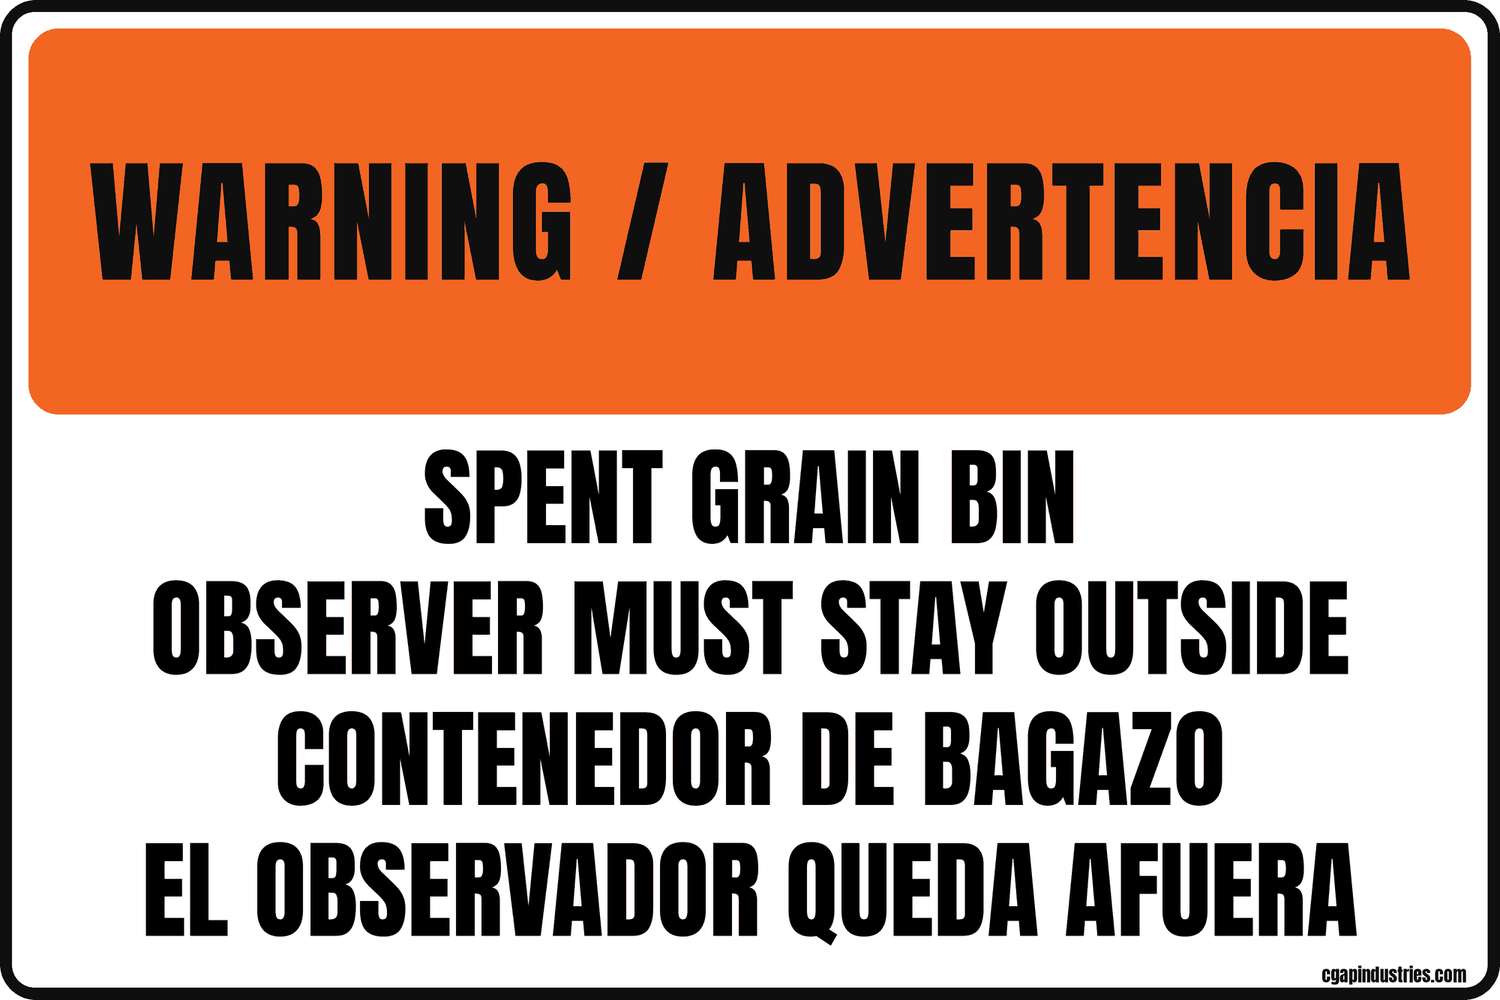 WARNING / ADVERTENCIA
SPENT GRAIN BIN
OBSERVER MUST STAY OUTSIDE
CONTENEDOR DE BAGAZO
EL OBSERVADOR QUEDA AFUERA
cgapindustries.com